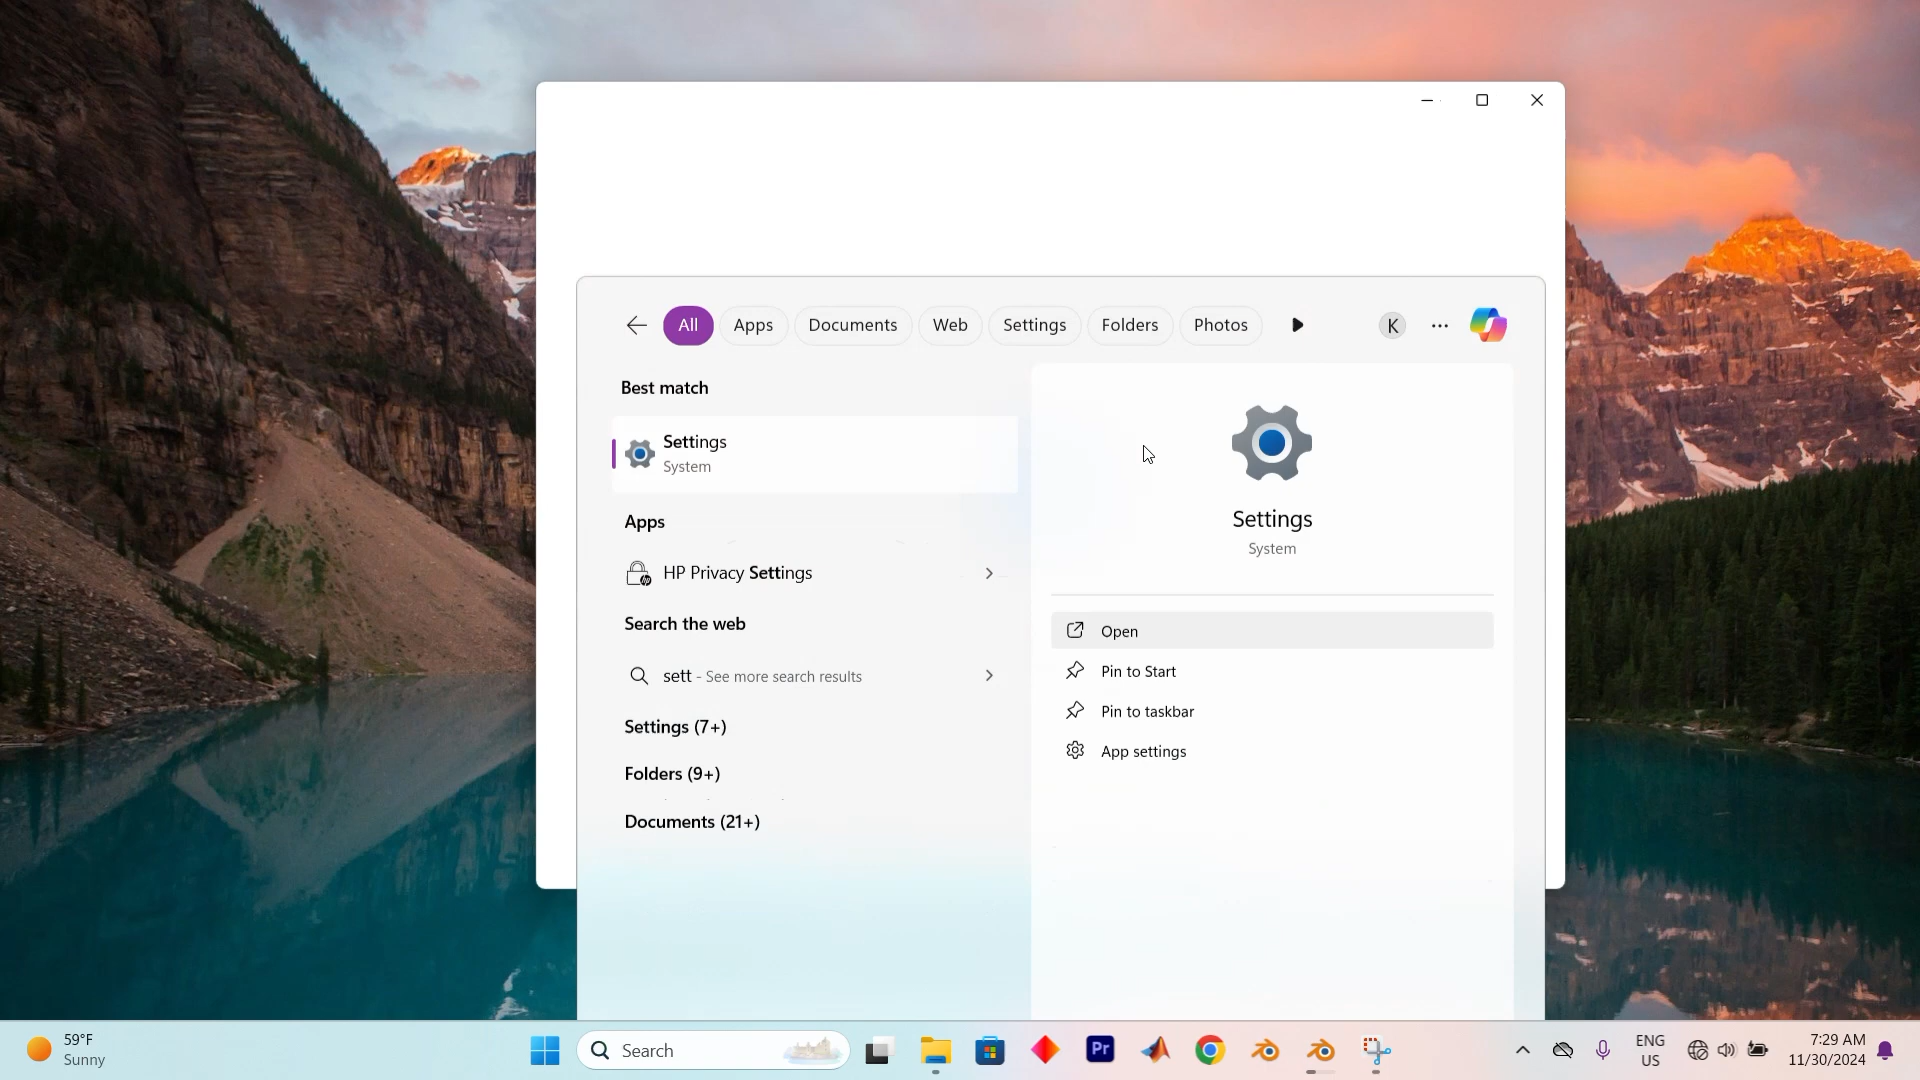 All
Apps
Documents
Web
Settings
Folders
Photos
K
Best match
Settings
System
Apps
HP Privacy Settings
Search the web
sett - See more search results
Settings (7+)
Folders (9+)
Documents (21+)
Settings
System
Open
Pin to Start
Pin to taskbar
App settings
59°F
Sunny
Search
Pr
ENG
US
7:29 AM
11/30/2024